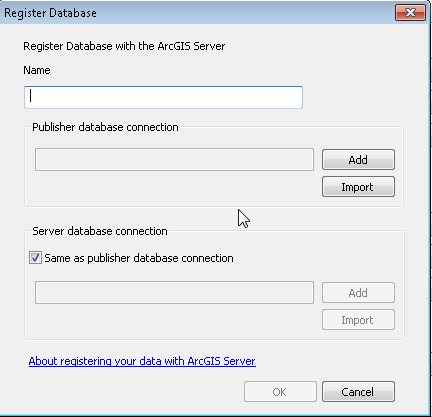 Register Database
Register Database with the ArcGIS Server
Name
Publisher database connection
Add
Import
Server database connection
Same as publisher database connection
Add
Import
About registering your data with ArcGIS Server
OK
Cancel